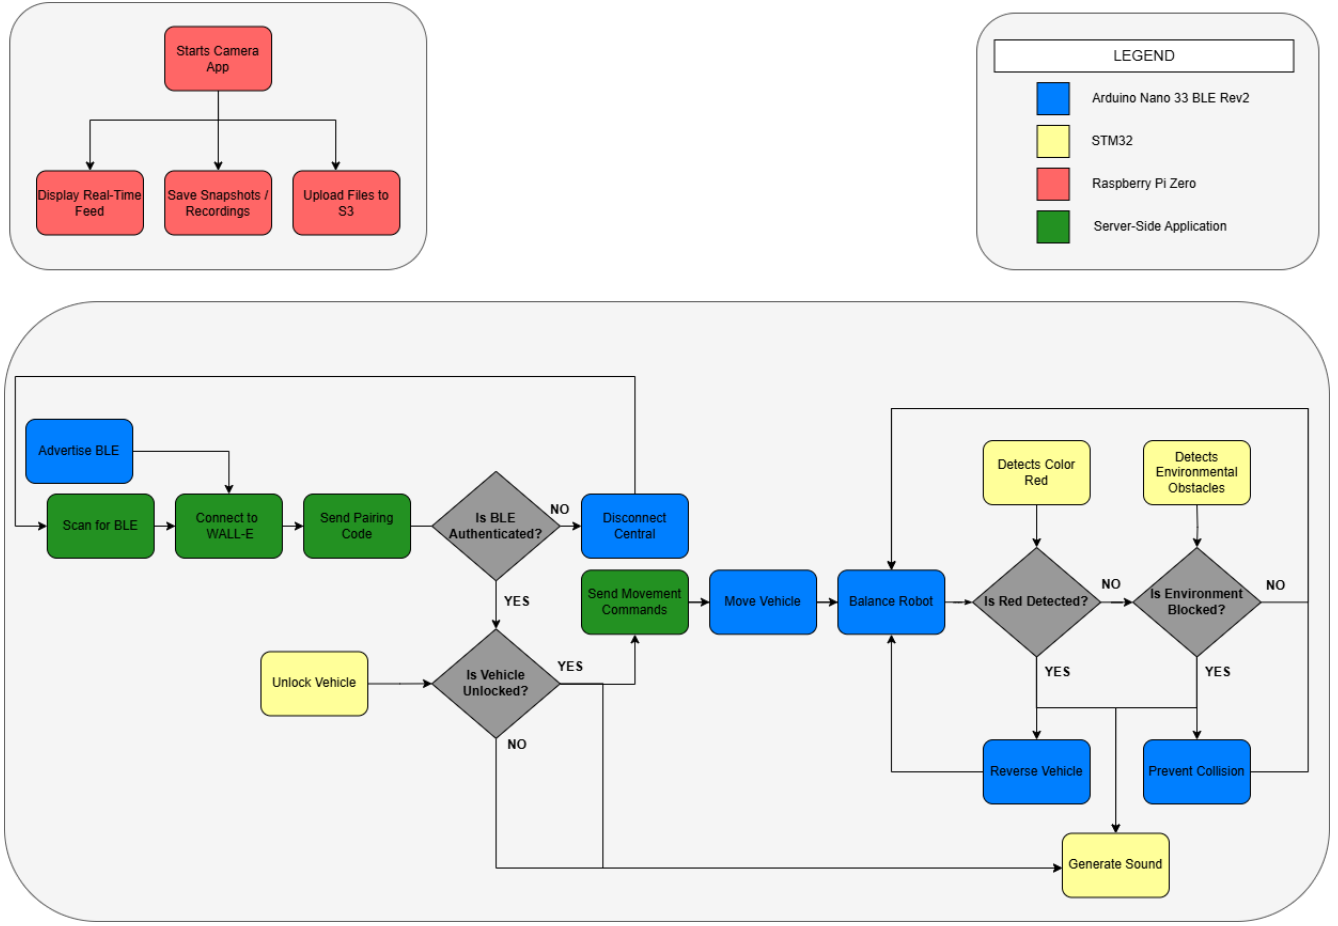 Starts Camera
App
Display Real-Time
Feed
Save Snapshots /
Recordings
Upload Files to
S3
LEGEND
Arduino Nano 33 BLE Rev2
STM32
Raspberry Pi Zero
Server-Side Application
Advertise BLE
Scan for BLE
Connect to
WALL-E
Send Pairing
Code
Is BLE
Authenticated?
NO
Disconnect
Central
YES
Unlock Vehicle
Is Vehicle
Unlocked?
YES
NO
Send Movement
Commands
Move Vehicle
Balance Robot
Detects Color
Red
Is Red Detected?
NO
YES
Detects
Environmental
Obstacles
Is Environment
Blocked?
NO
YES
Reverse Vehicle
Prevent Collision
Generate Sound